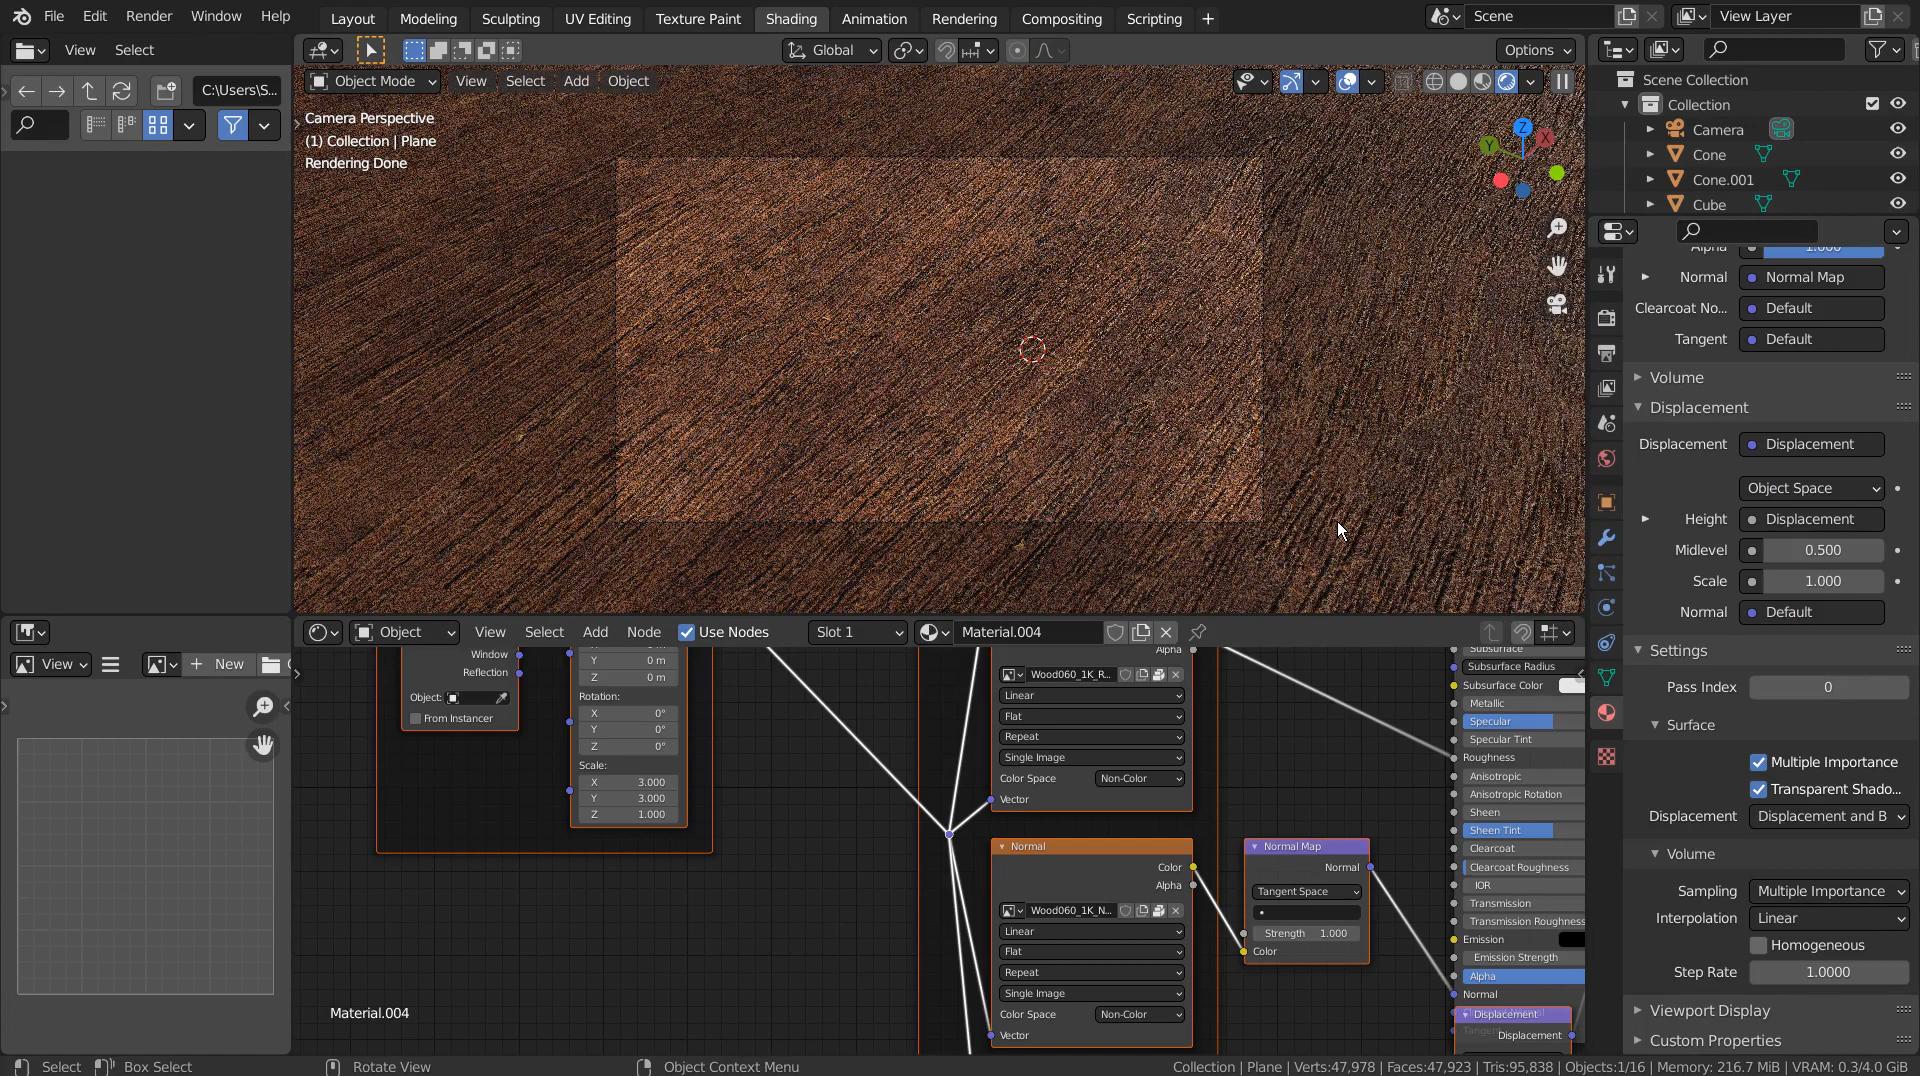 File Edit Render Window Help
Layout Modeling Sculpting UV Editing Texture Paint Shading Animation Rendering Compositing Scripting +
Scene
View Layer
View Select
Global
Options
C:\Users\S...
Object Mode View Select Add Object
Camera Perspective
(1) Collection | Plane
Rendering Done
Z
X
Y
Scene Collection
Collection
Camera
Cone
Cone.001
Cube
Alpha 1.000
Normal Normal Map
Clearcoat No... Default
Tangent Default
Volume
Displacement
Displacement Displacement
Object Space
Height Displacement
Midlevel 0.500
Scale 1.000
Normal Default
Settings
Pass Index 0
Surface
Multiple Importance
Transparent Shado...
Displacement Displacement and B
Volume
Sampling Multiple Importance
Interpolation Linear
Homogeneous
Step Rate 1.0000
Viewport Display
Custom Properties
View
New
Object View Select Add Node Use Nodes Slot 1 Material.004
Window
Reflection
Object:
From Instancer
Y 0 m
Z 0 m
Rotation:
X 0°
Y 0°
Z 0°
Scale:
X 3.000
Y 3.000
Z 1.000
Alpha
Wood060_1K_R...
Linear
Flat
Repeat
Single Image
Color Space Non-Color
Vector
Normal
Color
Alpha
Wood060_1K_N...
Linear
Flat
Repeat
Single Image
Color Space Non-Color
Vector
Normal Map
Normal
Tangent Space
Strength 1.000
Color
Subsurface
Subsurface Radius
Subsurface Color
Metallic
Specular
Specular Tint
Roughness
Anisotropic
Anisotropic Rotation
Sheen
Sheen Tint
Clearcoat
Clearcoat Roughness
IOR
Transmission
Transmission Roughness
Emission
Emission Strength
Alpha
Normal
Displacement
Tangent
Displacement
Material.004
Select Box Select Rotate View Object Context Menu
Collection | Plane | Verts:47,978 | Faces:47,923 | Tris:95,838 | Objects:1/16 | Memory: 216.7 MiB | VRAM: 0.3/4.0 GiB